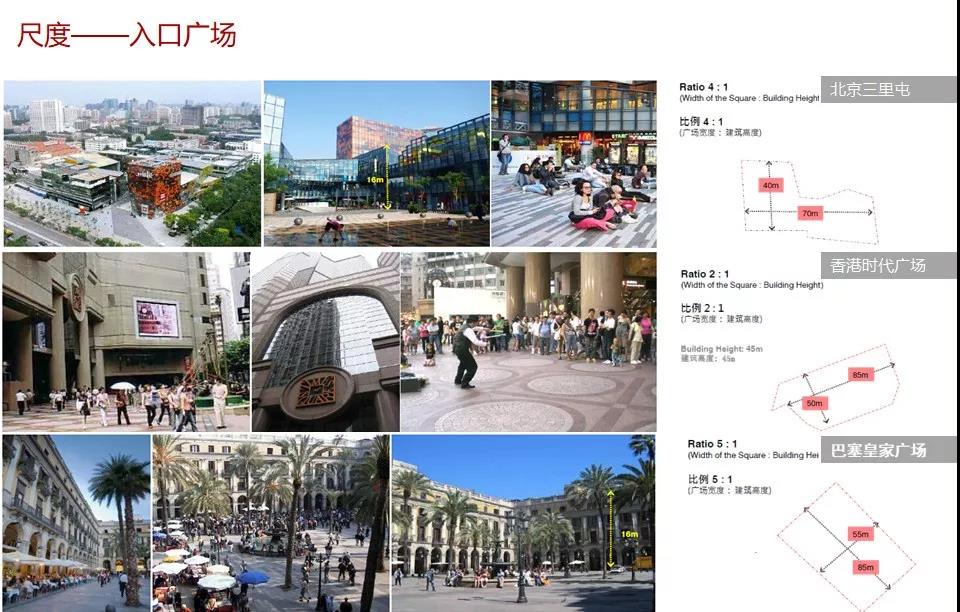 尺度——入口广场
16m
Ratio 4 : 1
(Width of the Square : Building Height
北京三里屯
比例 4 : 1
(广场宽度 ：建筑高度)
40m
70m
香港时代广场
Ratio 2 : 1
(Width of the Square : Building Height)
比例 2 : 1
(广场宽度 ：建筑高度)
Building Height: 45m
建筑高度：45m
85m
50m
Ratio 5 : 1
(Width of the Square : Building Hei
巴塞皇家广场
比例 5 : 1
(广场宽度 ：建筑高度)
16m
55m
85m